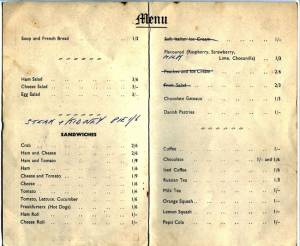 Menu
Soup and French Bread 1/3
Ham Salad 3/6
Cheese Salad 3/-
Egg Salad
STEAK + KIDNEY PIE
SANDWICHES
Crab 2/6
Ham and Cheese 2/6
Ham and Tomato 1/9
Ham 1/6
Cheese and Tomato 1/6
Cheese 1/6
Tomato 1/6
Tomato, Lettuce, Cucumber 1/6
Frankfurters (Hot Dogs) 1/6
Ham Roll 1/-
Cheese Roll 1/-
Soft Italian Ice Cream 1/-
Flavoured (Raspberry, Strawberry,
MILK Lime, Chocanilla) 1/3
Peaches and Ice Cream 2/6
Fruit Salad 2/-
Chocolate Gateaux 1/3
Danish Pastries 1/-
Coffee 1/-
Chocolate 1/- and 1/6
Iced Coffee 1/6
Russian Tea 1/3
Milk Tea 1/-
Orange Squash 1/-
Lemon Squash 1/-
Pepsi Cola 1/-